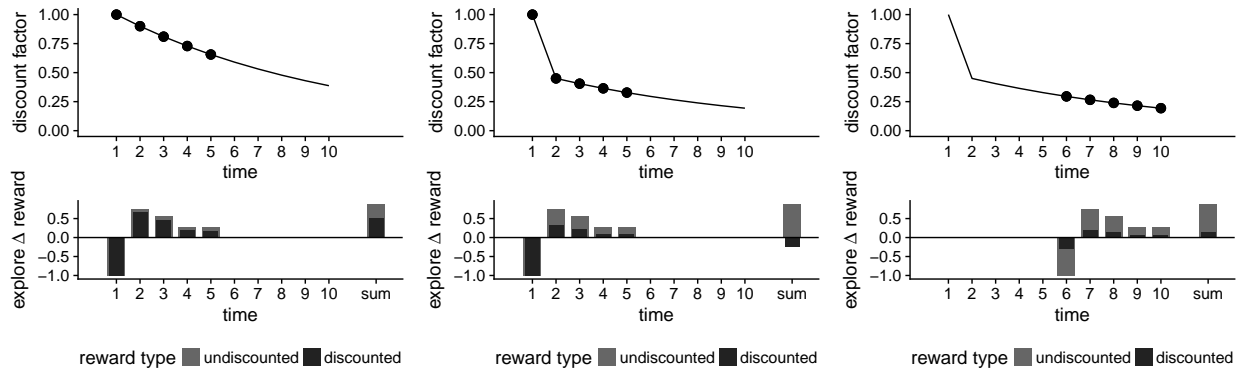 discount factor
1.00
0.75
0.50
0.25
0.00
1 2 3 4 5 6 7 8 9 10
time
explore Δ reward
0.5
0.0
−0.5
−1.0
1 2 3 4 5 6 7 8 9 10 sum
time
reward type undiscounted discounted
discount factor
1.00
0.75
0.50
0.25
0.00
1 2 3 4 5 6 7 8 9 10
time
explore Δ reward
0.5
0.0
−0.5
−1.0
1 2 3 4 5 6 7 8 9 10 sum
time
reward type undiscounted discounted
discount factor
1.00
0.75
0.50
0.25
0.00
1 2 3 4 5 6 7 8 9 10
time
explore Δ reward
0.5
0.0
−0.5
−1.0
1 2 3 4 5 6 7 8 9 10 sum
time
reward type undiscounted discounted